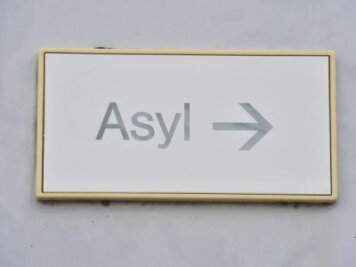 Asyl →